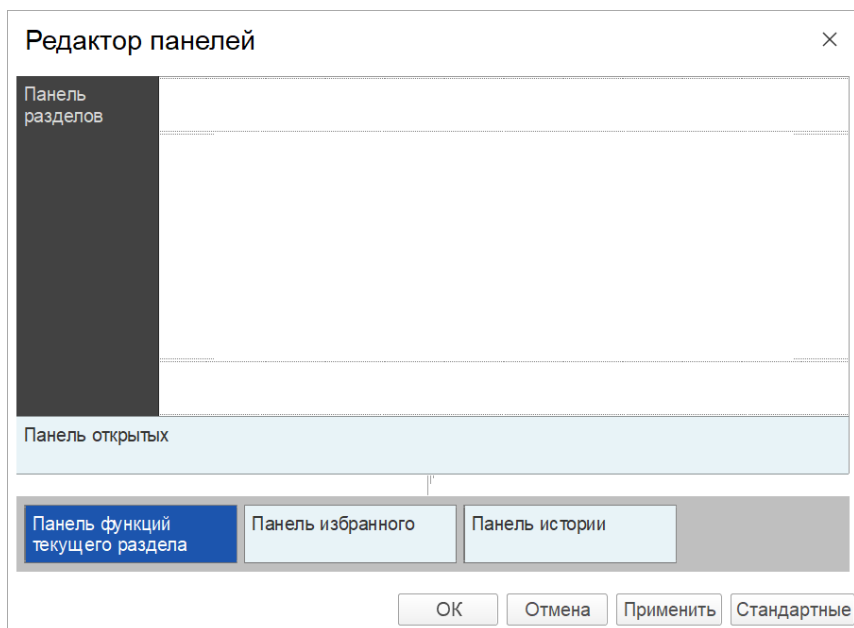 Редактор панелей
Панель
разделов
Панель открытых
Панель функций
текущего раздела
Панель избранного
Панель истории
ОК
Отмена
Применить
Стандартные